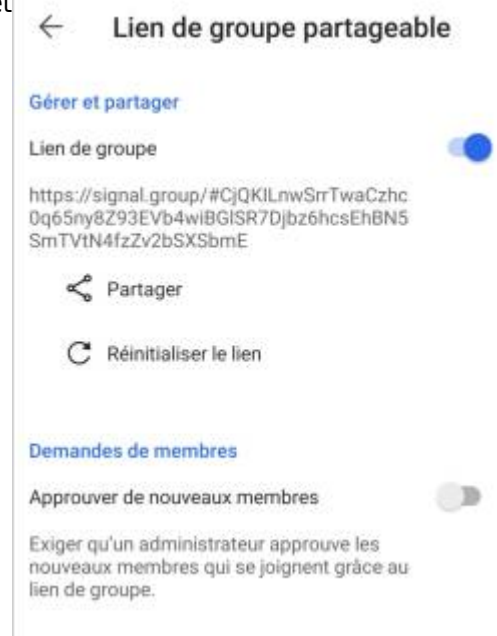 et
Lien de groupe partageable
Gérer et partager
Lien de groupe
https://signal.group/#CjQKILnwSrrTwaCzhc
0q65ny8Z93EVb4wiBGlSR7Djbz6hcsEhBN5
SmTVtN4fzZv2bSXSbmE
Partager
Réinitialiser le lien
Demandes de membres
Approuver de nouveaux membres
Exiger qu'un administrateur approuve les
nouveaux membres qui se joignent grâce au
lien de groupe.